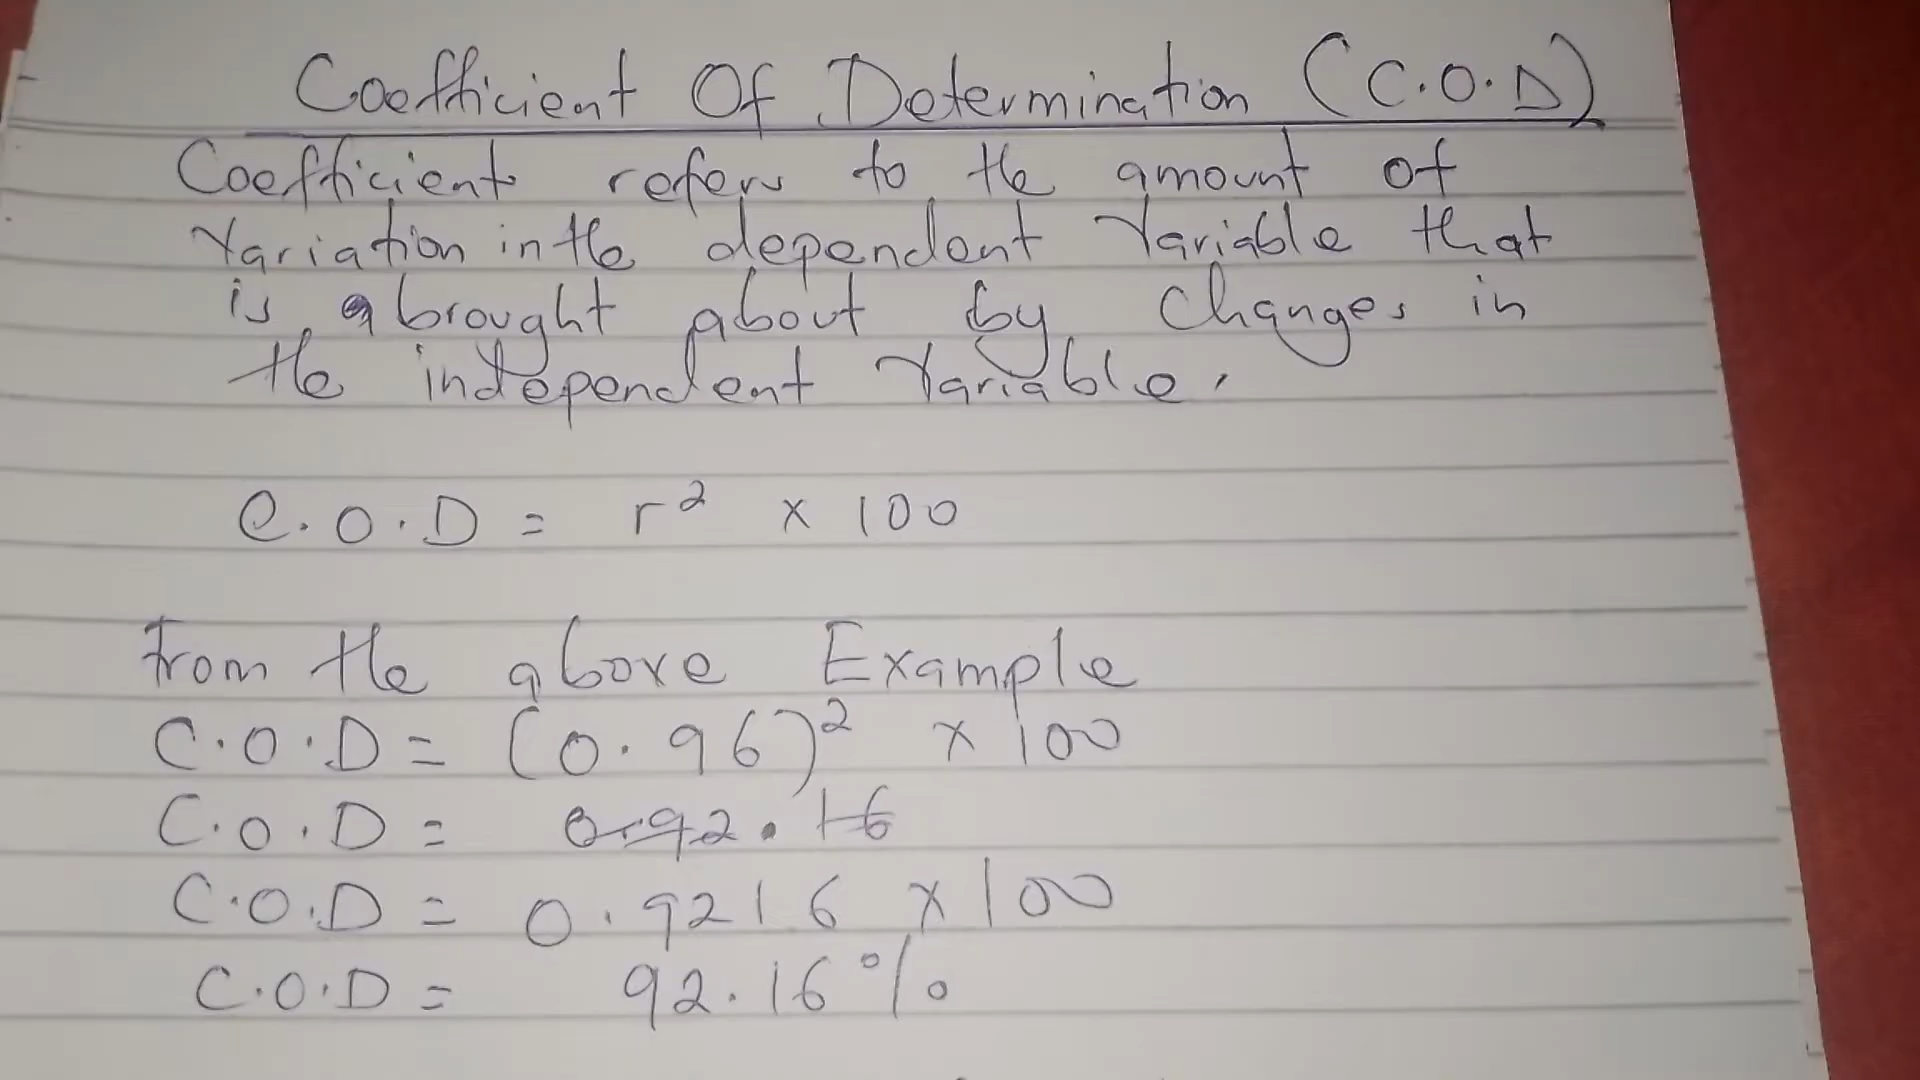 Coefficient Of Determination (C.O.D)
Coefficient refers to the amount of
Variation in the dependent Variable that
is brought about by Changes in
the independent Variable.
C.O.D = r² x 100
From the above Example
C.O.D = (0.96)² x 100
C.O.D = 0.92.16
C.O.D = 0.9216 x 100
C.O.D = 92.16%